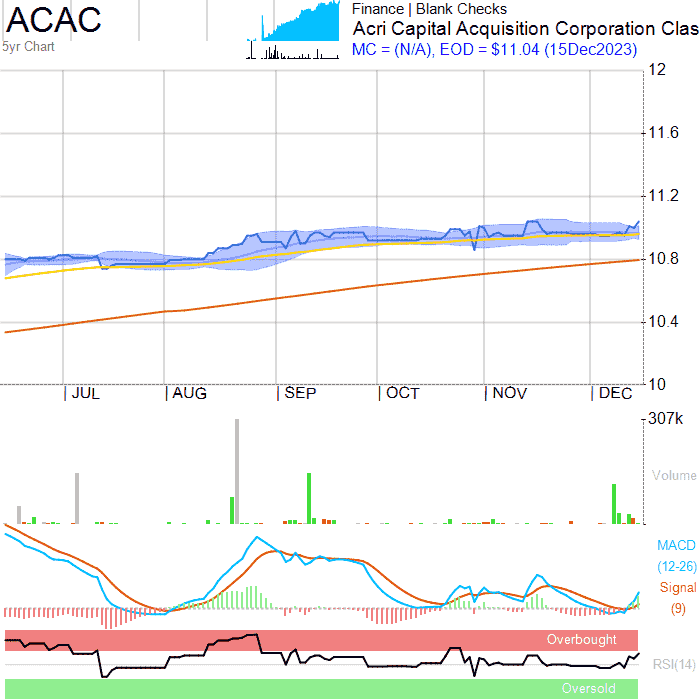 ACAC
5yr Chart
Finance | Blank Checks
Acri Capital Acquisition Corporation Clas
MC = (N/A), EOD = $11.04 (15Dec2023)
12
11.6
11.2
10.8
10.4
10
JUL AUG SEP OCT NOV DEC
307k
Volume
MACD
(12-26)
Signal
(9)
Overbought
RSI(14)
Oversold